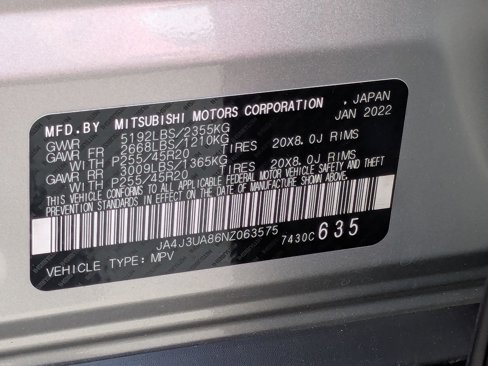 MFD.BY MITSUBISHI MOTORS CORPORATION , JAPAN
GVWR 5192LBS/2355KG JAN 2022
GAWR FR 2668LBS/1210KG
WITH P255/45R20 TIRES 20X8.0J RIMS
GAWR RR 3009LBS/1365KG
WITH P255/45R20 TIRES 20X8.0J RIMS
THIS VEHICLE CONFORMS TO ALL APPLICABLE FEDERAL MOTOR VEHICLE SAFETY AND THEFT
PREVENTION STANDARDS IN EFFECT ON THE DATE OF MANUFACTURE SHOWN ABOVE.
JA4J3UA86NZ063575
7430C 635
VEHICLE TYPE: MPV